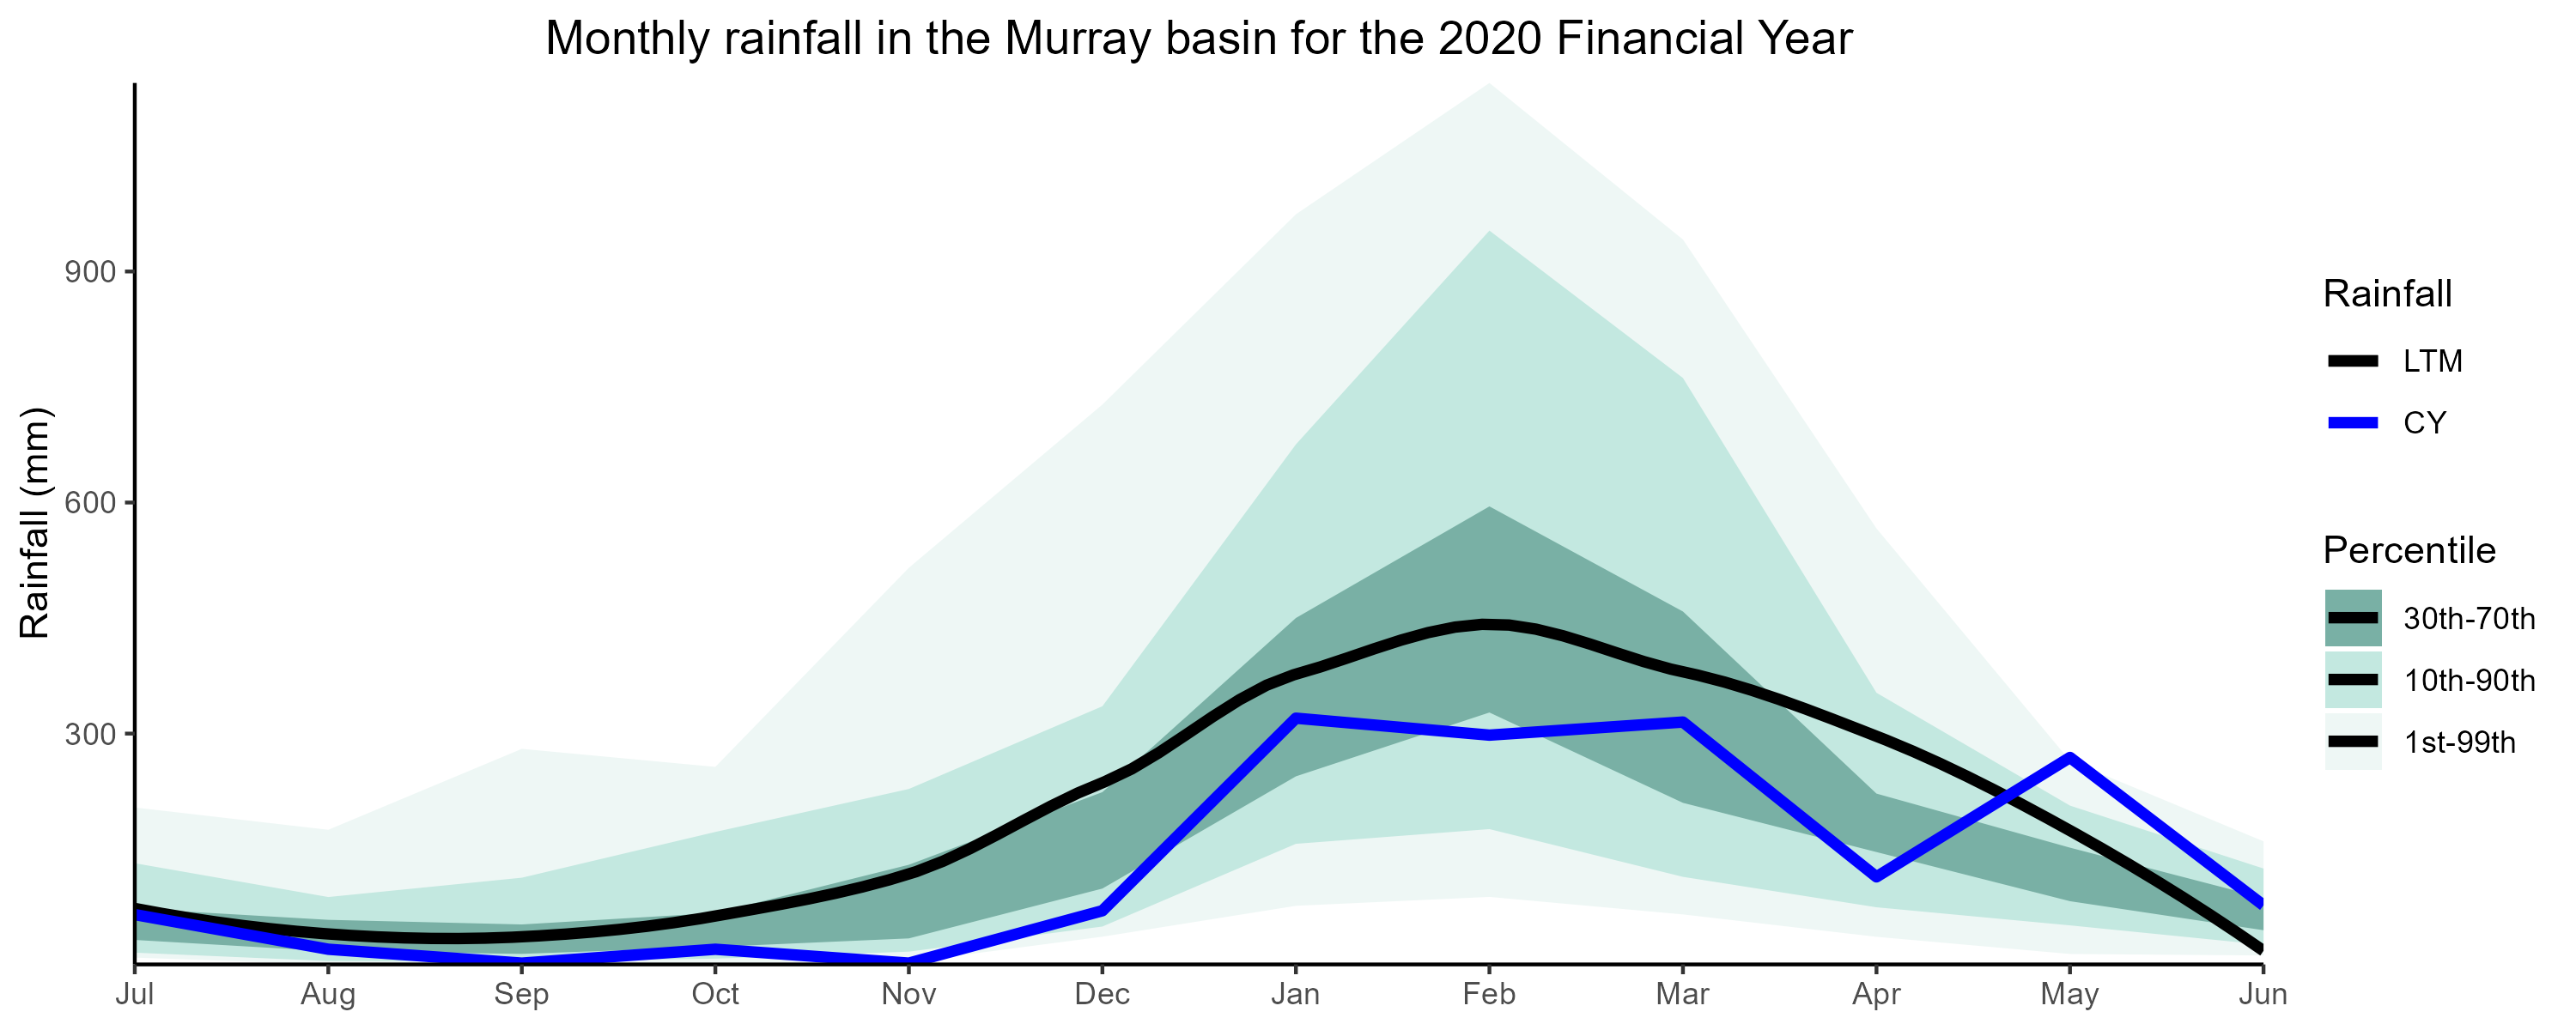 Monthly rainfall in the Murray basin for the 2020 Financial Year
Rainfall (mm)
900
600
300
Jul Aug Sep Oct Nov Dec Jan Feb Mar Apr May Jun
Rainfall
LTM
CY
Percentile
30th-70th
10th-90th
1st-99th